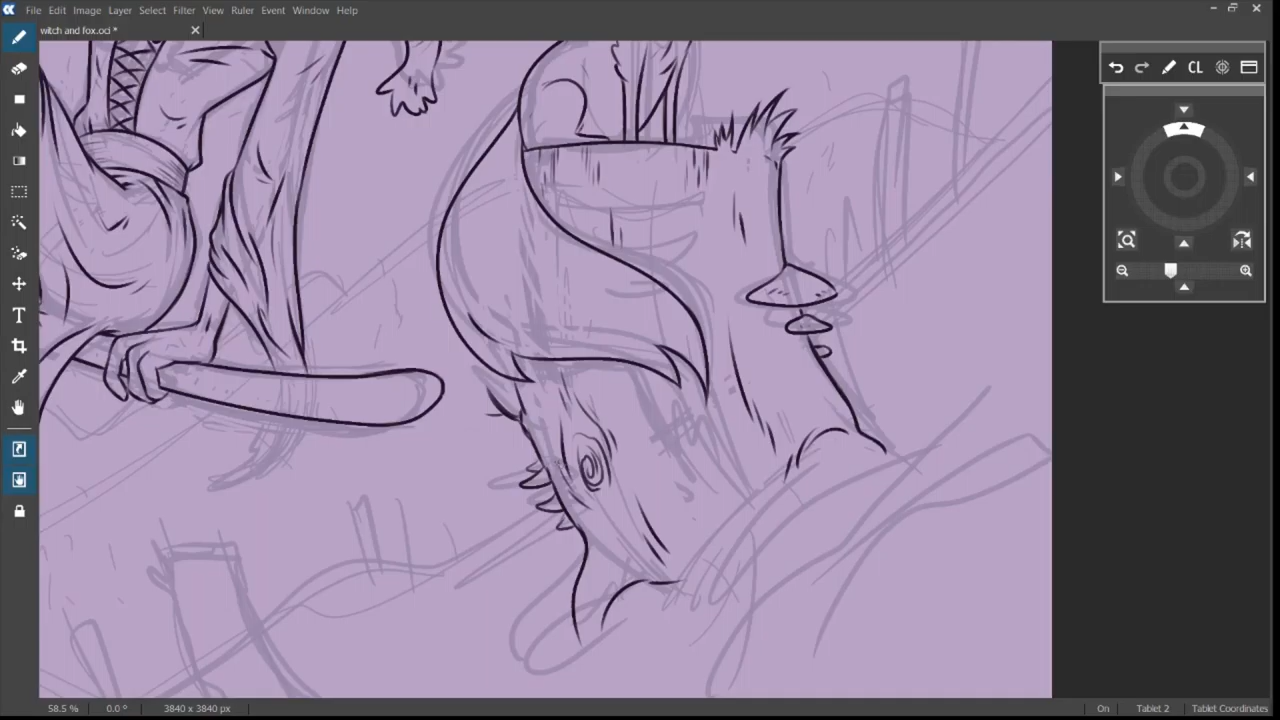 File Edit Image Layer Select Filter View Ruler Event Window Help
witch and fox.oci *
CL
58.5 % 0.0 ° 3840 x 3840 px On Tablet 2 Tablet Coordinates